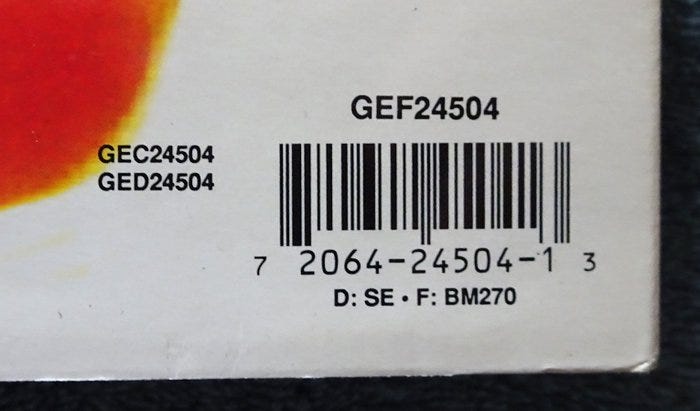 GEF24504
GEC24504
GED24504
7 2064-24504-1 3
D: SE • F: BM270